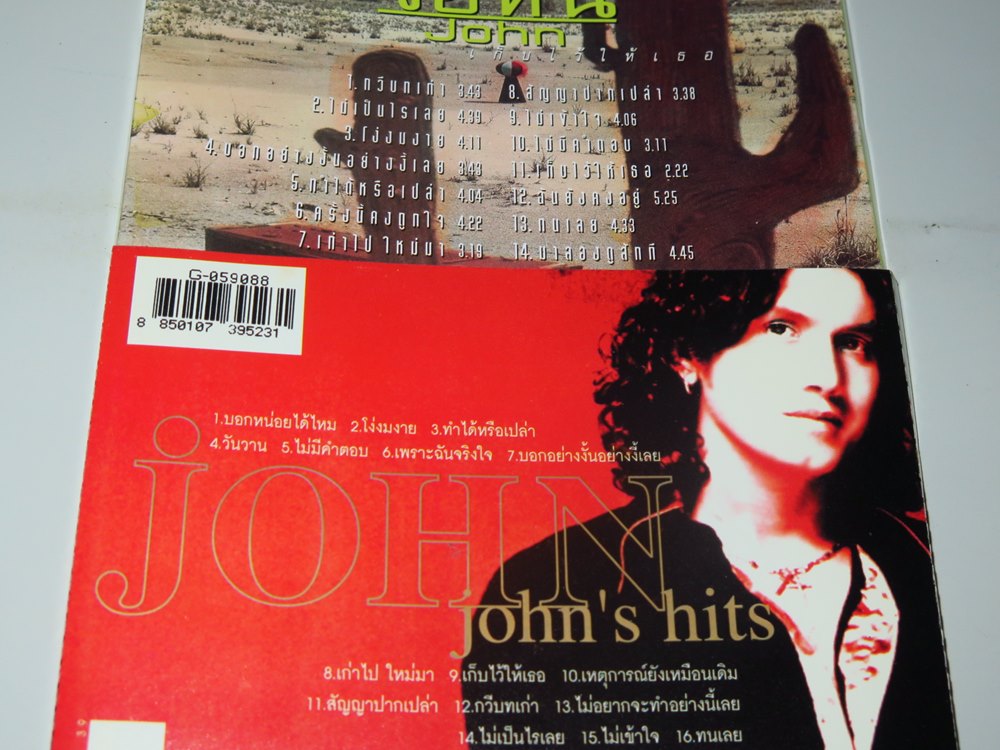 จอห์น
John
เก็บไว้ให้เธอ
1.กวีบทเก่า 3.43
2.ไม่เป็นไรเลย 4.39
3.โง่งมงาย 4.11
4.บอกอย่างงั้นอย่างงี้เลย 3.43
5.ทำได้หรือเปล่า 4.04
6.ครั้งนี้คงถูกใจ 4.22
7.เก่าไป ใหม่มา 3.19
8.สัญญาปากเปล่า 3.38
9.ไม่เข้าใจ 4.06
10.ไม่มีคำตอบ 3.11
11.เก็บไว้ให้เธอ 2.22
12.ฉันยังคงอยู่ 5.25
13.ทนเลย 4.33
14.มาลองดูสักที 4.45
G-059088
8 850107 395231
1.บอกหน่อยได้ไหม 2.โง่งมงาย 3.ทำได้หรือเปล่า
4.วันวาน 5.ไม่มีคำตอบ 6.เพราะฉันจริงใจ 7.บอกอย่างงั้นอย่างงี้เลย
JOHN
john's hits
8.เก่าไป ใหม่มา 9.เก็บไว้ให้เธอ 10.เหตุการณ์ยังเหมือนเดิม
11.สัญญาปากเปล่า 12.กวีบทเก่า 13.ไม่อยากจะทำอย่างนี้เลย
14.ไม่เป็นไรเลย 15.ไม่เข้าใจ 16.ทนเลย